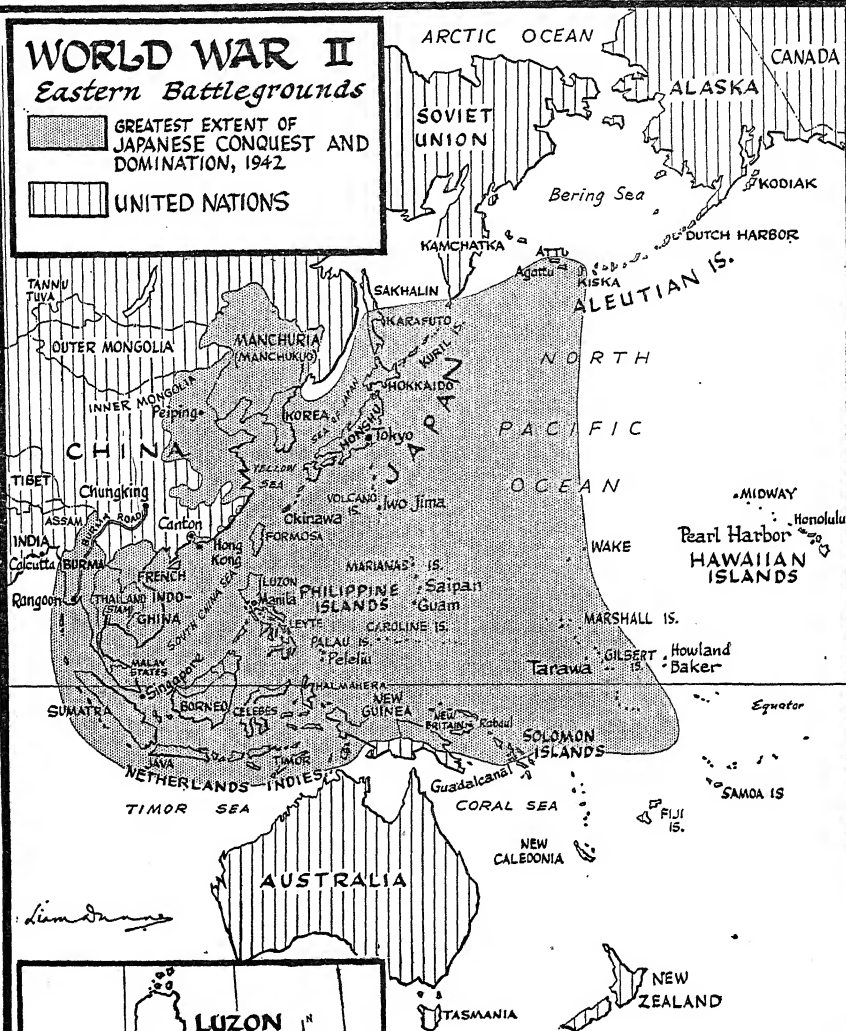 WORLD WAR II
Eastern Battlegrounds
GREATEST EXTENT OF
JAPANESE CONQUEST AND
DOMINATION, 1942
UNITED NATIONS
ARCTIC OCEAN
CANADA
ALASKA
SOVIET
UNION
Bering Sea
KODIAK
KAMCHATKA
DUTCH HARBOR
ATTU
Agattu
KISKA
ALEUTIAN IS.
TANNU
TUVA
SAKHALIN
KARAFUTO
OUTER MONGOLIA
MANCHURIA
(MANCHUKUO)
KURIL IS.
NORTH
PACIFIC
OCEAN
INNER MONGOLIA
Peiping
KOREA
SEA OF JAPAN
HOKKAIDO
HONSHU
Tokyo
JAPAN
CHINA
TIBET
YELLOW
SEA
Chungking
VOLCANO
IS.
Iwo Jima
MIDWAY
ASSAM
BURMA ROAD
Okinawa
Canton
FORMOSA
Pearl Harbor
Honolulu
HAWAIIAN
ISLANDS
INDIA
Calcutta
BURMA
Hong
Kong
WAKE
FRENCH
INDO-
CHINA
MARIANAS IS.
Rangoon
THAILAND
(SIAM)
SOUTH CHINA SEA
LUZON
Manila
PHILIPPINE
ISLANDS
Saipan
Guam
LEYTE
CAROLINE IS.
MARSHALL IS.
PALAU IS.
Peleliu
GILBERT
IS.
Howland
Baker
Tarawa
MALAY
STATES
Singapore
HALMAHERA
SUMATRA
BORNEO
CELEBES
NEW
GUINEA
NEW
BRITAIN
Rabaul
Equator
SOLOMON
ISLANDS
JAVA
TIMOR
NETHERLANDS INDIES
Guadalcanal
SAMOA IS
TIMOR SEA
CORAL SEA
FIJI
IS.
NEW
CALEDONIA
AUSTRALIA
Liam Dunne
NEW
ZEALAND
TASMANIA
LUZON
N